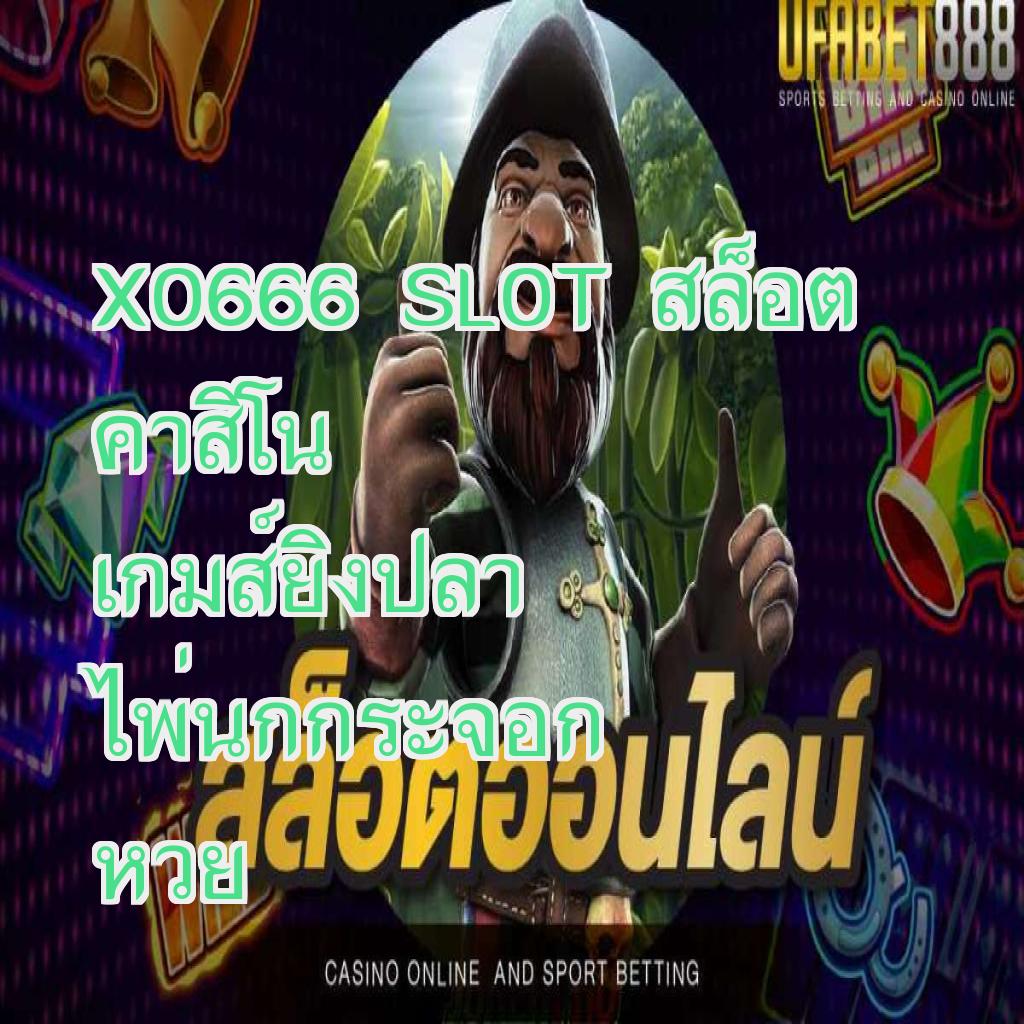 UFABET888
SPORTS BETTING AND CASINO ONLINE
BAR
XO666 SLOT สล็อต
คาสิโน
เกมส์ยิงปลา
ไพ่นกกระจอก
สล็อตออนไลน์
หวย
CASINO ONLINE AND SPORT BETTING